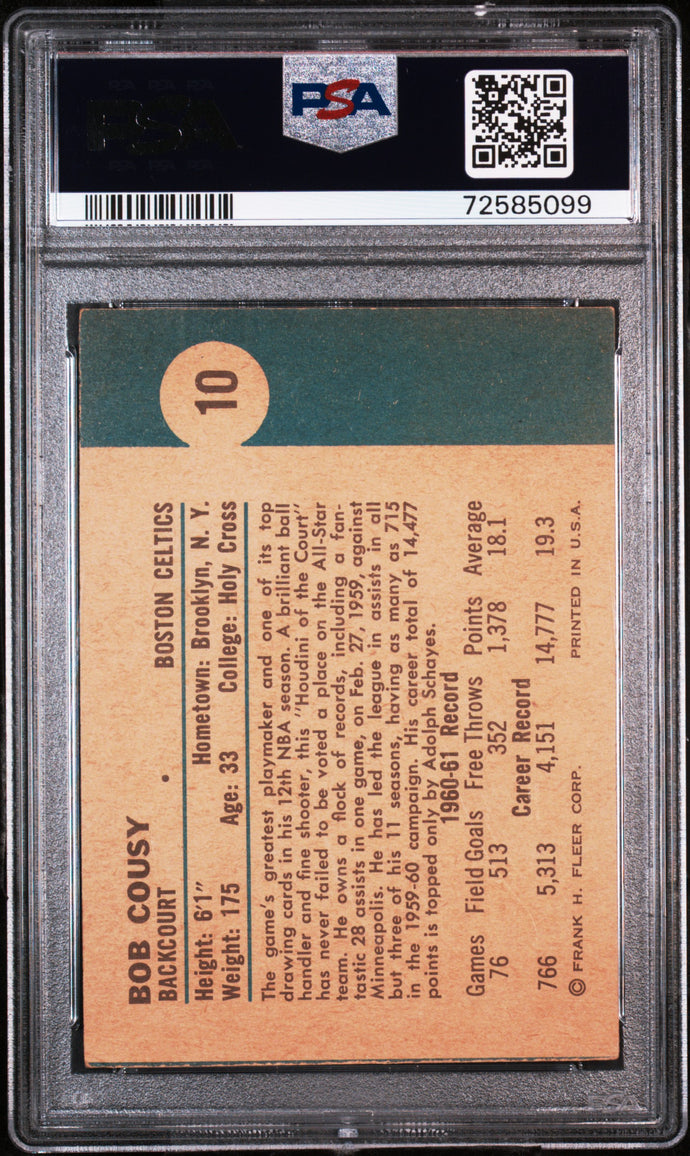 PSA
PSA
72585099
10
BOB COUSY •
BACKCOURT BOSTON CELTICS
Height: 6'1" Hometown: Brooklyn, N. Y.
Weight: 175 Age: 33 College: Holy Cross
The game's greatest playmaker and one of its top
drawing cards in his 12th NBA season. A brilliant ball
handler and fine shooter, this "Houdini of the Court"
has never failed to be voted a place on the All-Star
team. He owns a flock of records, including a fan-
tastic 28 assists in one game, on Feb. 27, 1959, against
Minneapolis. He has led the league in assists in all
but three of his 11 seasons, having as many as 715
in the 1959-60 campaign. His career total of 14,477
points is topped only by Adolph Schayes.
1960-61 Record
Games Field Goals Free Throws Points Average
76 513 352 1,378 18.1
Career Record
766 5,313 4,151 14,777 19.3
© FRANK H. FLEER CORP. PRINTED IN U.S.A.